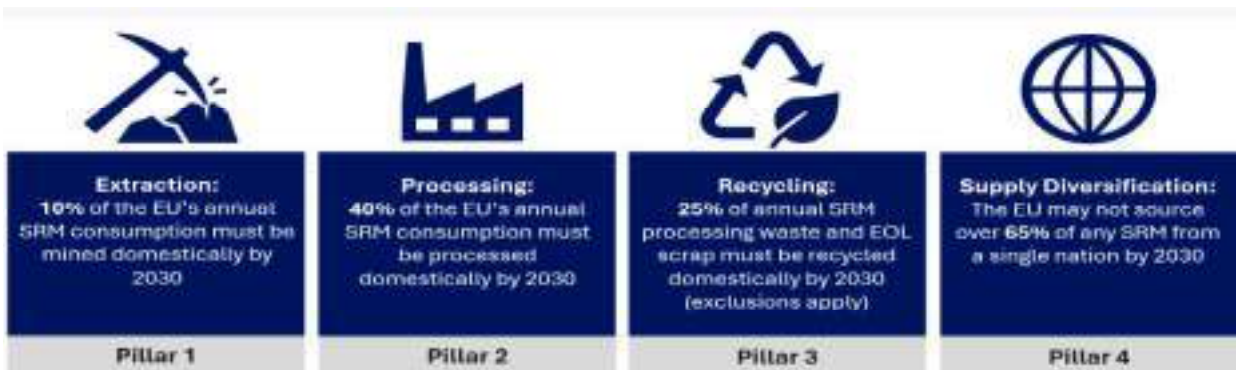 Extraction:
10% of the EU's annual
SRM consumption must be
mined domestically by
2030
Pillar 1
Processing:
40% of the EU's annual
SRM consumption must
be processed
domestically by 2030
Pillar 2
Recycling:
25% of annual SRM
processing waste and EOL
scrap must be recycled
domestically by 2030
(exclusions apply)
Pillar 3
Supply Diversification:
The EU may not source
over 65% of any SRM from
a single nation by 2030
Pillar 4